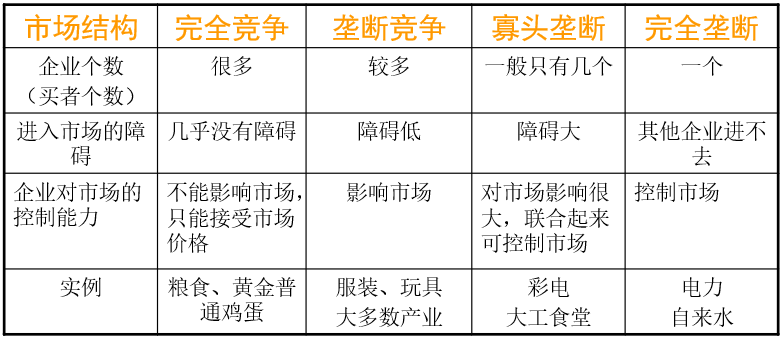 市场结构 完全竞争 垄断竞争 寡头垄断 完全垄断
企业个数 很多 较多 一般只有几个 一个
（买者个数）
进入市场的障 几乎没有障碍 障碍低 障碍大 其他企业进不
碍 去
企业对市场的 不能影响市场， 影响市场 对市场影响很 控制市场
控制能力 只能接受市场 大，联合起来
价格 可控制市场
实例 粮食、黄金普 服装、玩具 彩电 电力
通鸡蛋 大多数产业 大工食堂 自来水